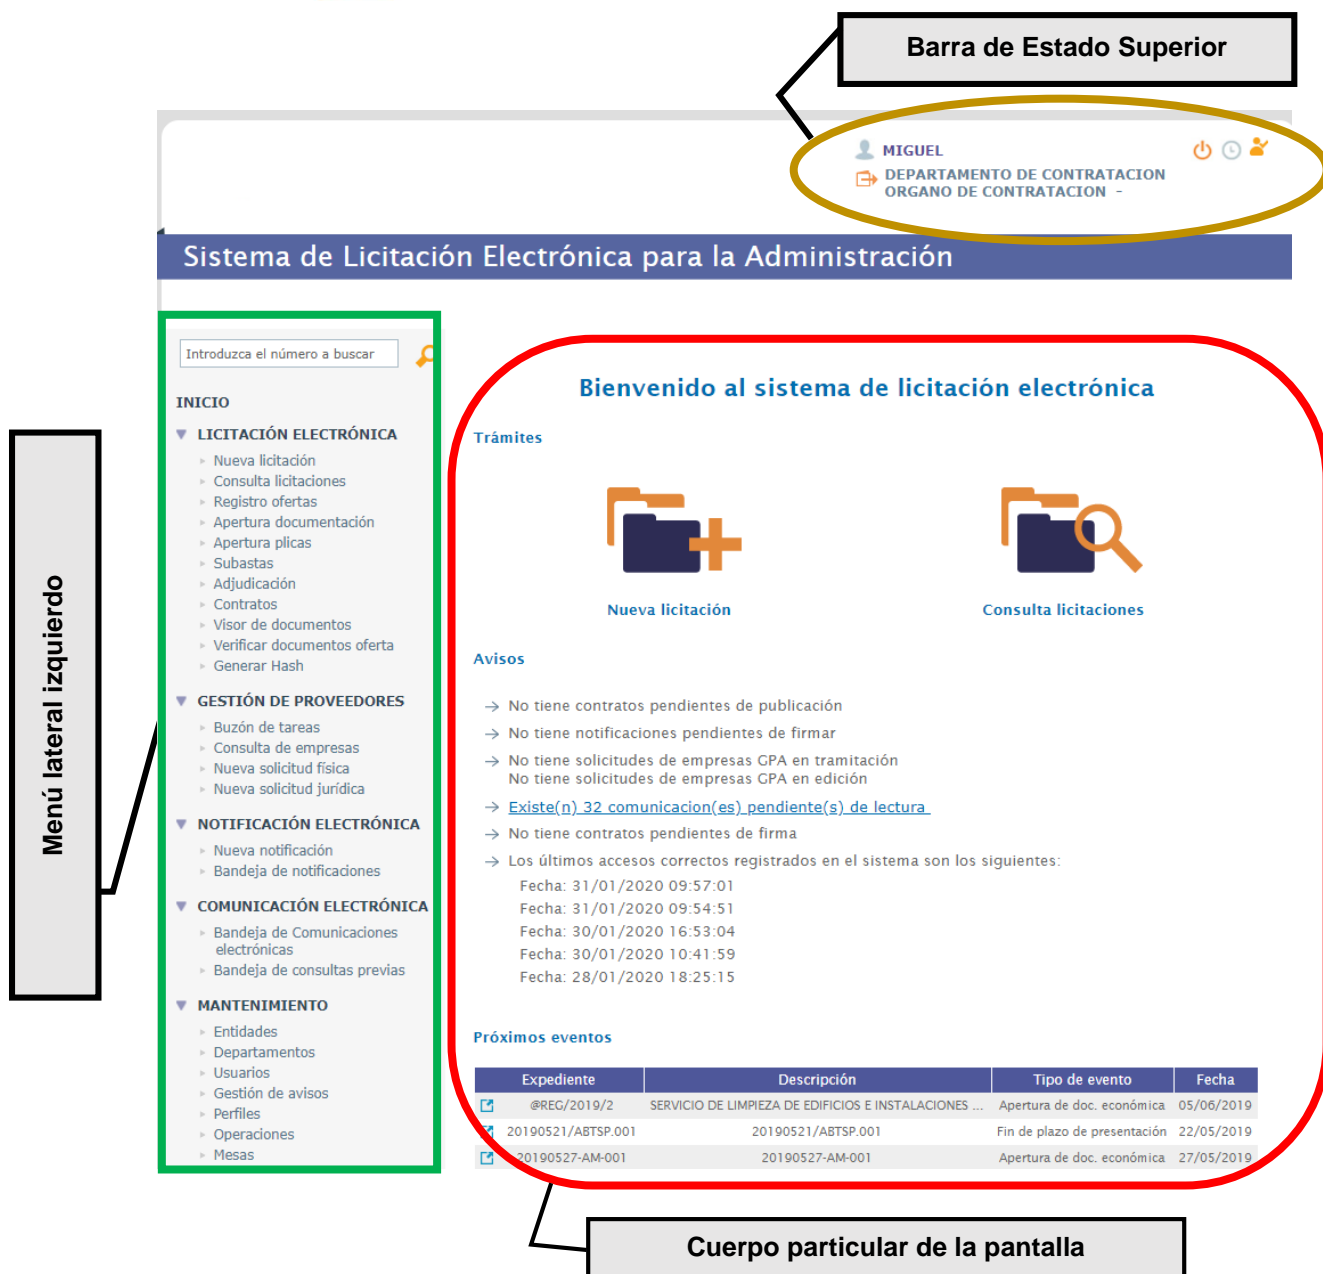 Barra de Estado Superior
MIGUEL
DEPARTAMENTO DE CONTRATACION
ORGANO DE CONTRATACION -
Sistema de Licitación Electrónica para la Administración
Introduzca el número a buscar
INICIO
LICITACIÓN ELECTRÓNICA
Nueva licitación
Consulta licitaciones
Registro ofertas
Apertura documentación
Apertura plicas
Subastas
Adjudicación
Contratos
Visor de documentos
Verificar documentos oferta
Generar Hash
GESTIÓN DE PROVEEDORES
Buzón de tareas
Consulta de empresas
Nueva solicitud física
Nueva solicitud jurídica
NOTIFICACIÓN ELECTRÓNICA
Nueva notificación
Bandeja de notificaciones
COMUNICACIÓN ELECTRÓNICA
Bandeja de Comunicaciones
electrónicas
Bandeja de consultas previas
MANTENIMIENTO
Entidades
Departamentos
Usuarios
Gestión de avisos
Perfiles
Operaciones
Mesas
Menú lateral izquierdo
Bienvenido al sistema de licitación electrónica
Trámites
Nueva licitación
Consulta licitaciones
Avisos
No tiene contratos pendientes de publicación
No tiene notificaciones pendientes de firmar
No tiene solicitudes de empresas GPA en tramitación
No tiene solicitudes de empresas GPA en edición
Existe(n) 32 comunicacion(es) pendiente(s) de lectura
No tiene contratos pendientes de firma
Los últimos accesos correctos registrados en el sistema son los siguientes:
Fecha: 31/01/2020 09:57:01
Fecha: 31/01/2020 09:54:51
Fecha: 30/01/2020 16:53:04
Fecha: 30/01/2020 10:41:59
Fecha: 28/01/2020 18:25:15
Próximos eventos
Expediente Descripción Tipo de evento Fecha
@REG/2019/2 SERVICIO DE LIMPIEZA DE EDIFICIOS E INSTALACIONES ... Apertura de doc. económica 05/06/2019
20190521/ABTSP.001 20190521/ABTSP.001 Fin de plazo de presentación 22/05/2019
20190527-AM-001 20190527-AM-001 Apertura de doc. económica 27/05/2019
Cuerpo particular de la pantalla